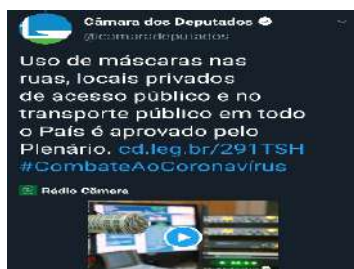 Câmara dos Deputados
@camaradeputados
Uso de máscaras nas
ruas, locais privados
de acesso público e no
transporte público em todo
o País é aprovado pelo
Plenário. cd.leg.br/291TSH
#CombateAoCoronavírus
Rádio Câmara